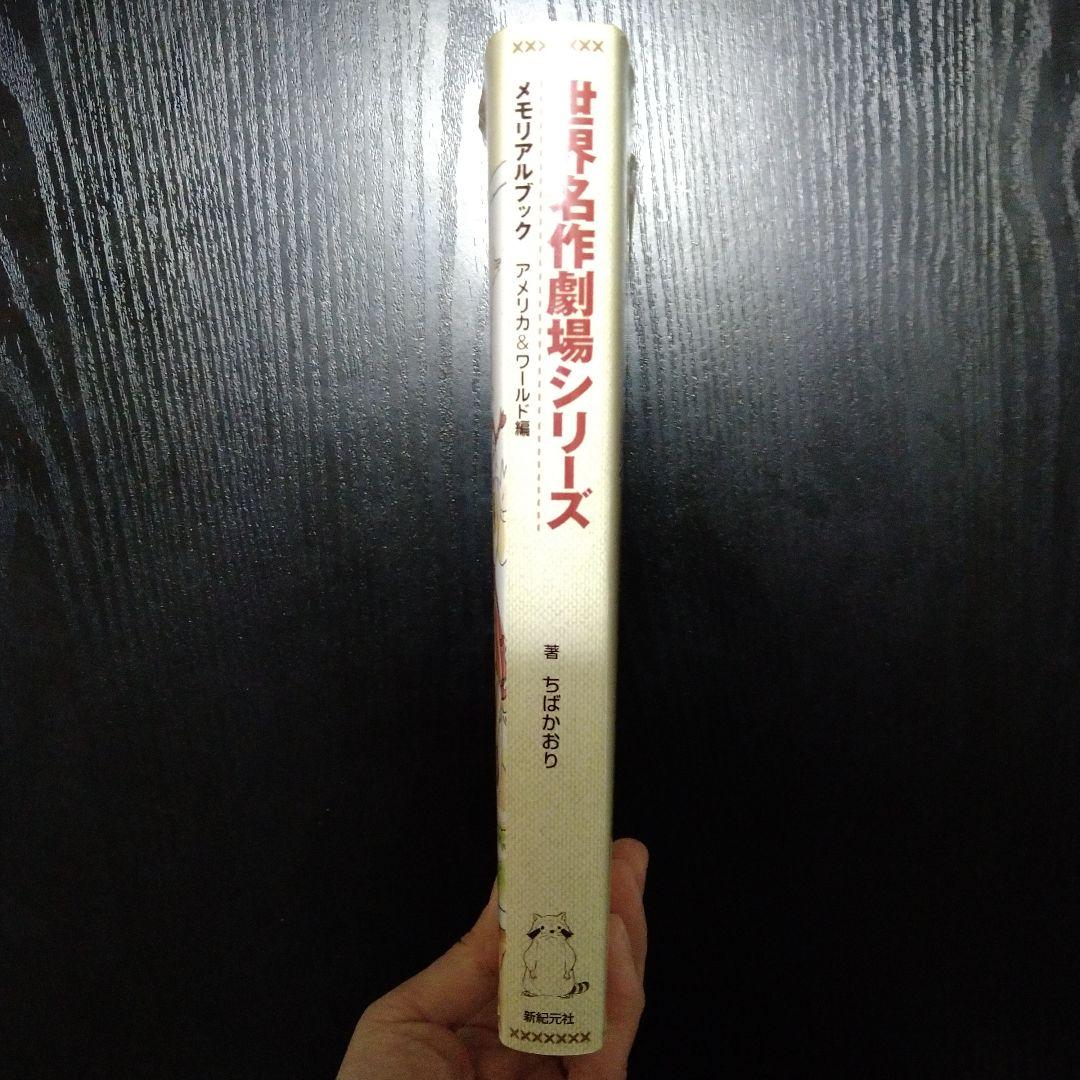 世界名作劇場シリーズ
メモリアルブック アメリカ&ワールド編
著 ちばかおり
新紀元社